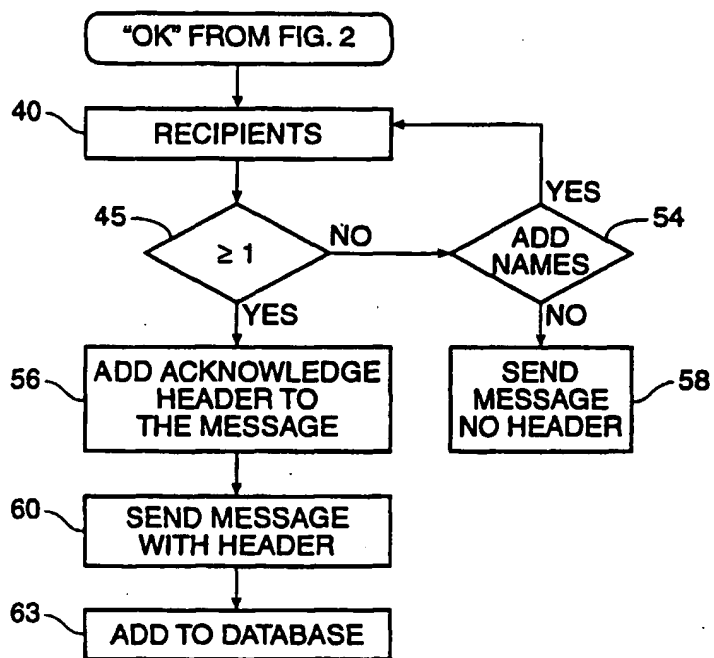 "OK" FROM FIG. 2
40
RECIPIENTS
45
≥ 1
NO
YES
ADD
NAMES
54
YES
NO
56
ADD ACKNOWLEDGE
HEADER TO
THE MESSAGE
SEND
MESSAGE
NO HEADER
58
60
SEND MESSAGE
WITH HEADER
63
ADD TO DATABASE